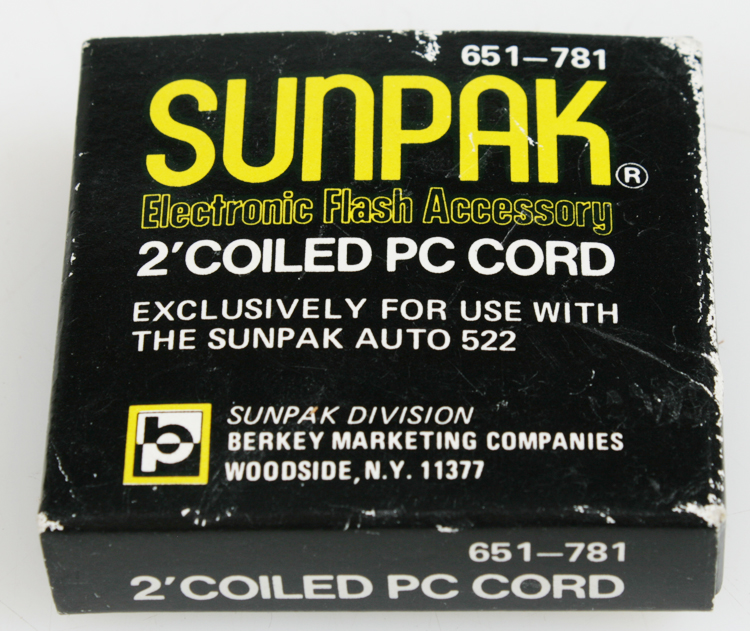 651-781
SUNPAK®
Electronic Flash Accessory
2'COILED PC CORD
EXCLUSIVELY FOR USE WITH
THE SUNPAK AUTO 522
bp
SUNPAK DIVISION
BERKEY MARKETING COMPANIES
WOODSIDE, N.Y. 11377
651-781
2'COILED PC CORD